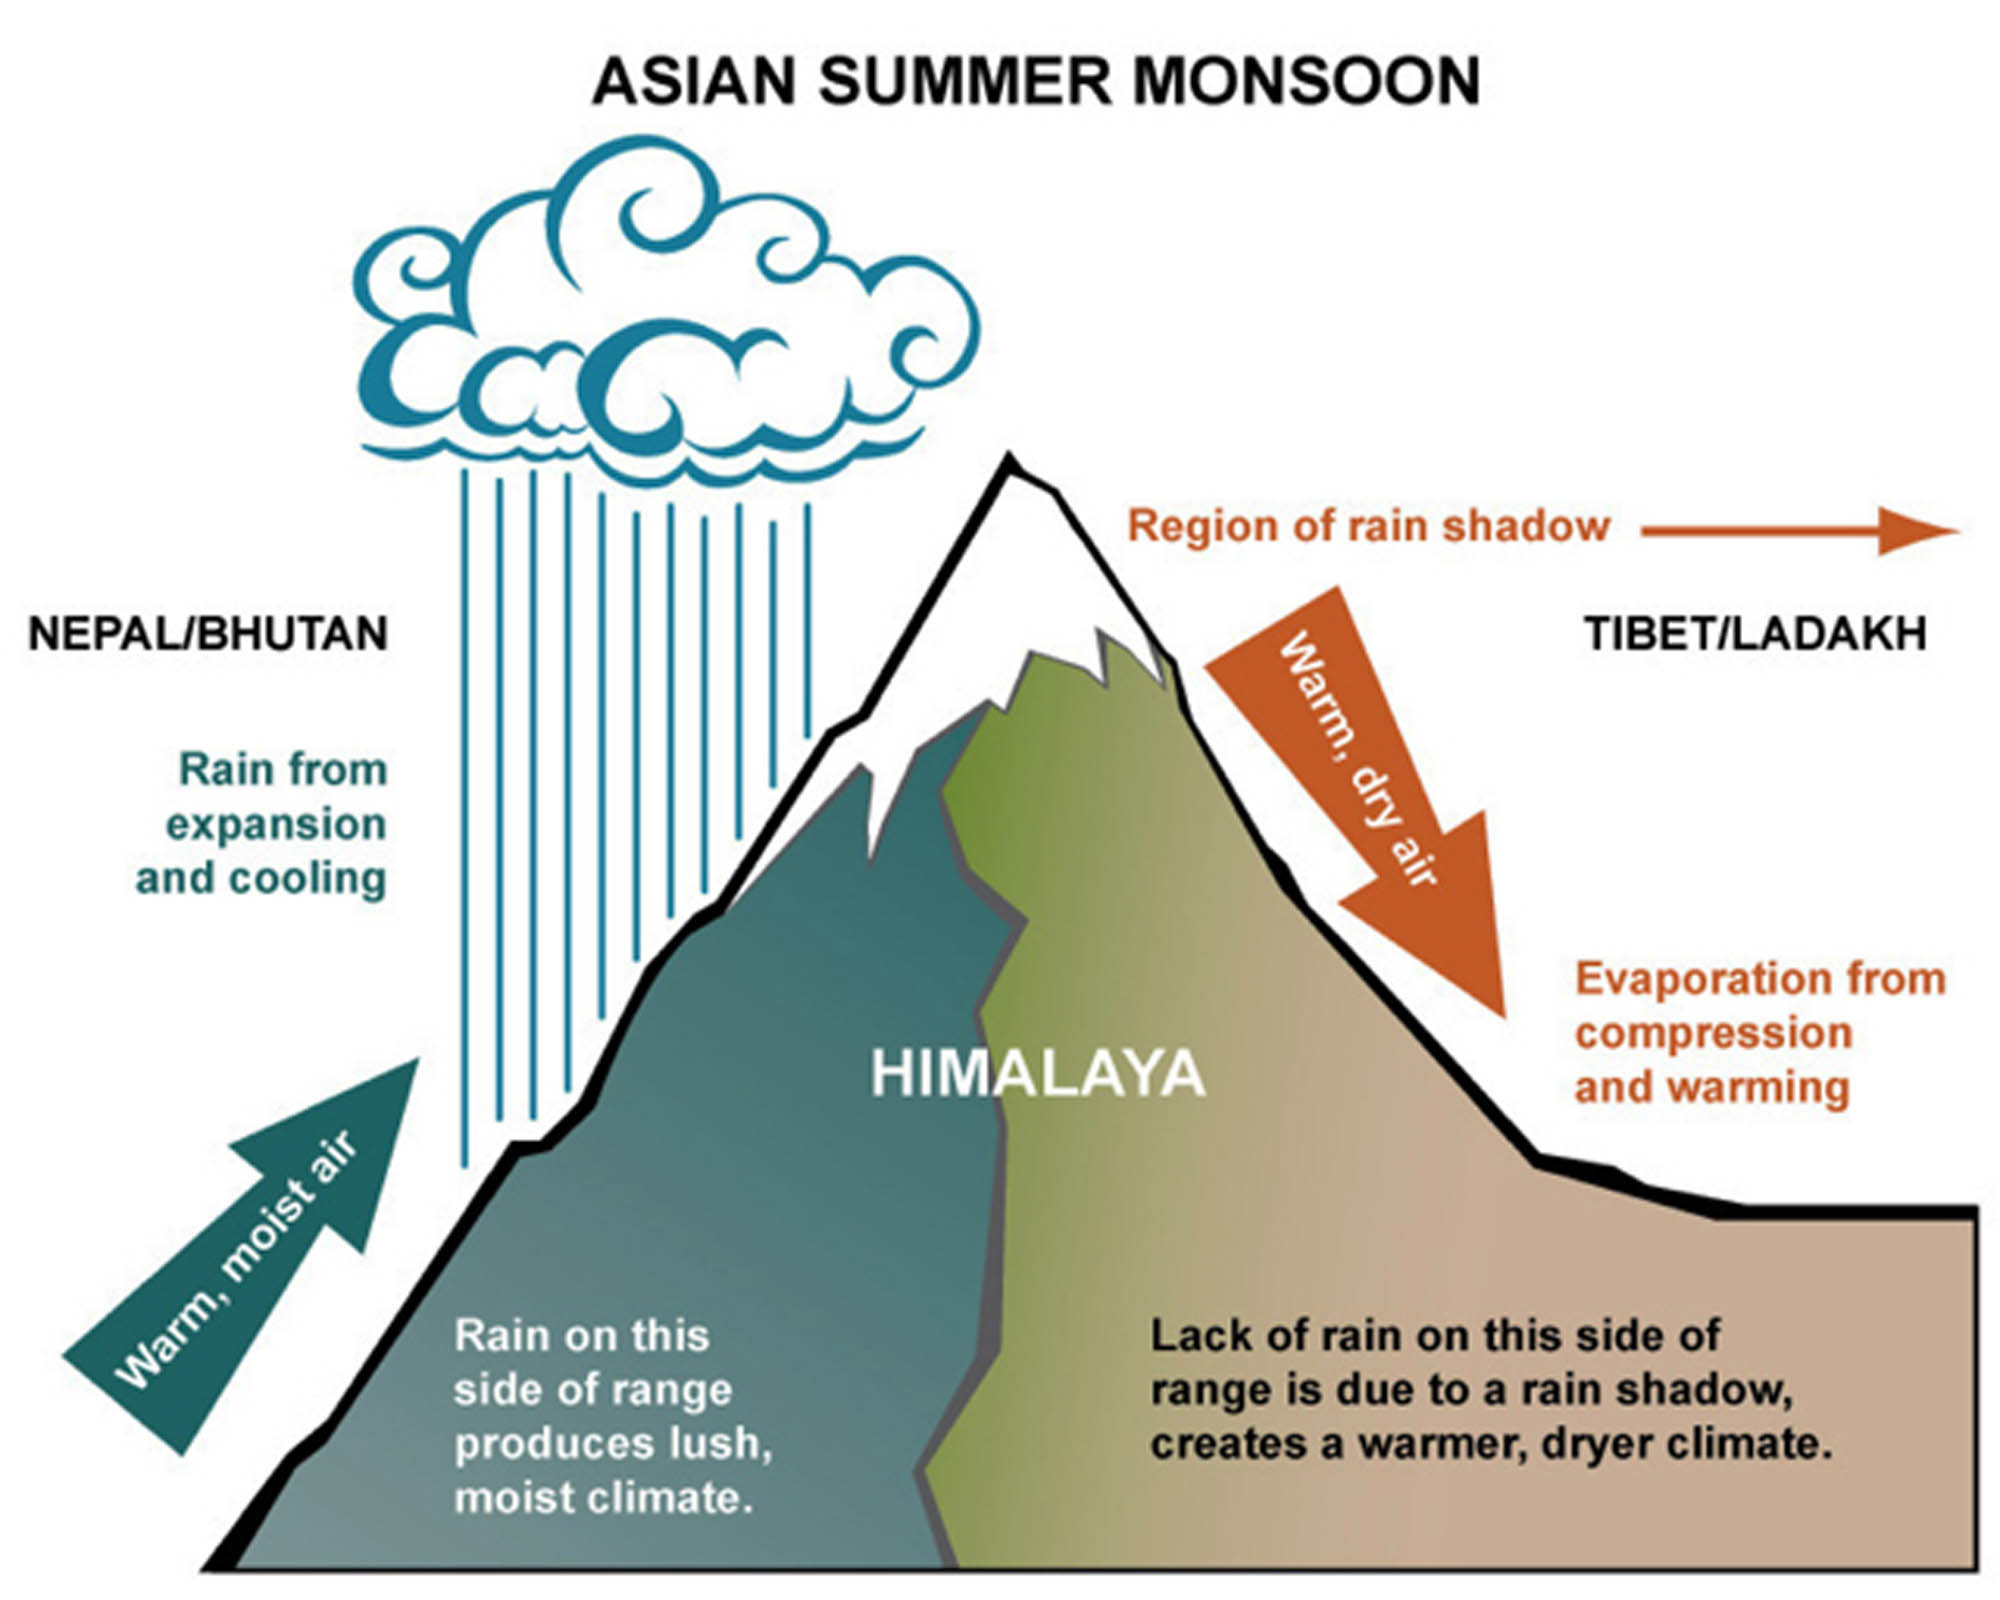 ASIAN SUMMER MONSOON
Region of rain shadow
NEPAL/BHUTAN
TIBET/LADAKH
Warm, dry air
Rain from
expansion
and cooling
Evaporation from
compression
and warming
HIMALAYA
Warm, moist air
Rain on this
side of range
produces lush,
moist climate.
Lack of rain on this side of
range is due to a rain shadow,
creates a warmer, dryer climate.